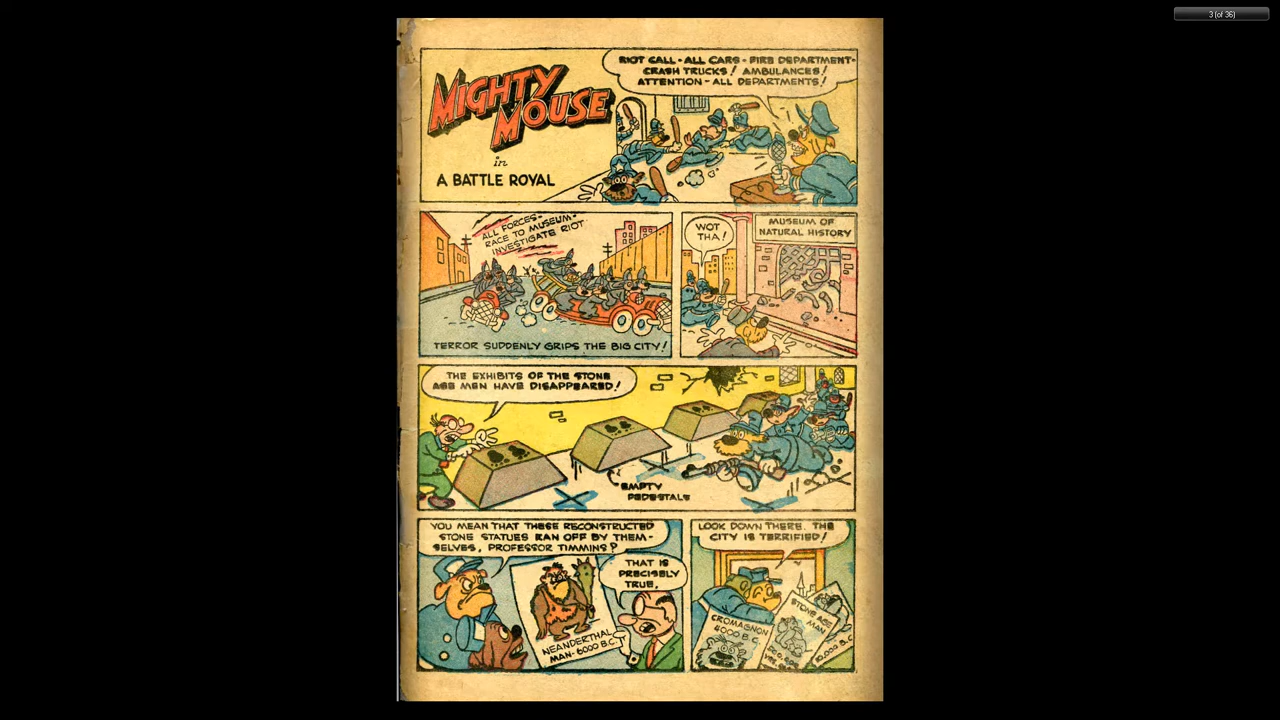 3 (of 36)
MIGHTY
MOUSE
in
A BATTLE ROYAL
RIOT CALL - ALL CARS - FIRE DEPARTMENT-
CRASH TRUCKS! AMBULANCES!
ATTENTION - ALL DEPARTMENTS!
ALL FORCES-
RACE TO MUSEUM-
INVESTIGATE RIOT
TERROR SUDDENLY GRIPS THE BIG CITY!
WOT
THA!
MUSEUM OF
NATURAL HISTORY
THE EXHIBITS OF THE STONE
AGE MEN HAVE DISAPPEARED!
EMPTY
PEDESTALS
YOU MEAN THAT THESE RECONSTRUCTED
STONE STATUES RAN OFF BY THEM-
SELVES, PROFESSOR TIMMINS?
THAT IS
PRECISELY
TRUE.
NEANDERTHAL
MAN-6000 B.C.
LOOK DOWN THERE. THE
CITY IS TERRIFIED!
CROMAGNON
4000 B.C.
STONE AGE
MAN
10,000 B.C.